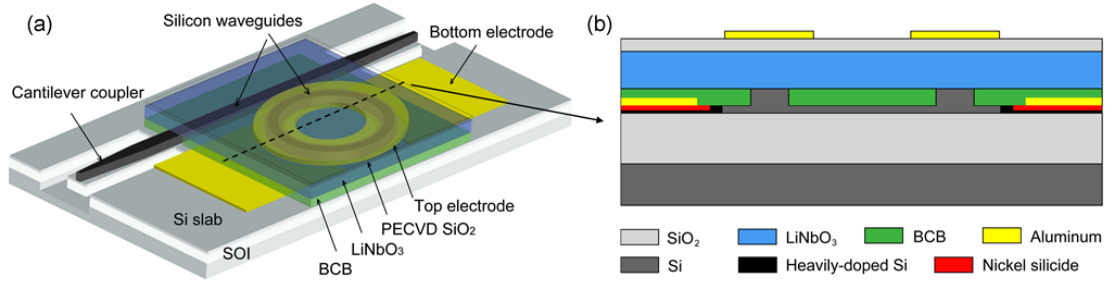 (a)
Silicon waveguides
Bottom electrode
Cantilever coupler
Si slab
SOI
BCB
LiNbO₃
PECVD SiO₂
Top electrode
(b)
SiO₂
LiNbO₃
BCB
Aluminum
Si
Heavily-doped Si
Nickel silicide